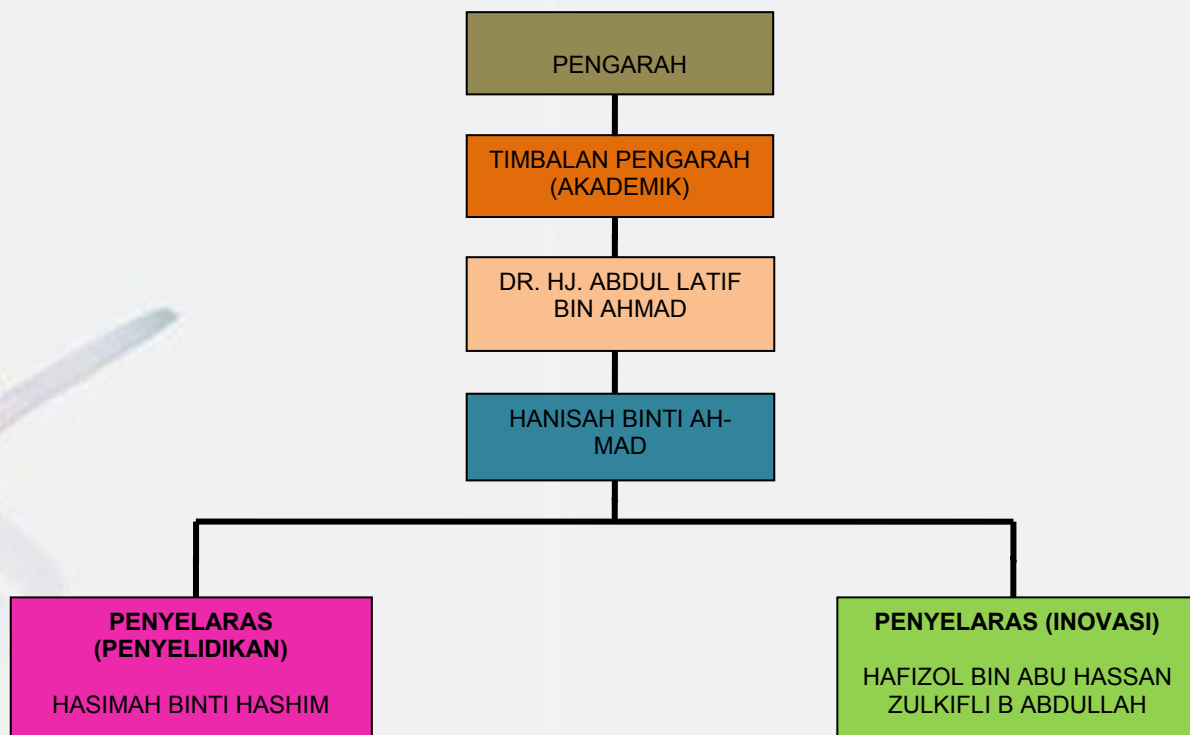 PENGARAH
TIMBALAN PENGARAH
(AKADEMIK)
DR. HJ. ABDUL LATIF
BIN AHMAD
HANISAH BINTI AH-
MAD
PENYELARAS
(PENYELIDIKAN)
HASIMAH BINTI HASHIM
PENYELARAS (INOVASI)
HAFIZOL BIN ABU HASSAN
ZULKIFLI B ABDULLAH